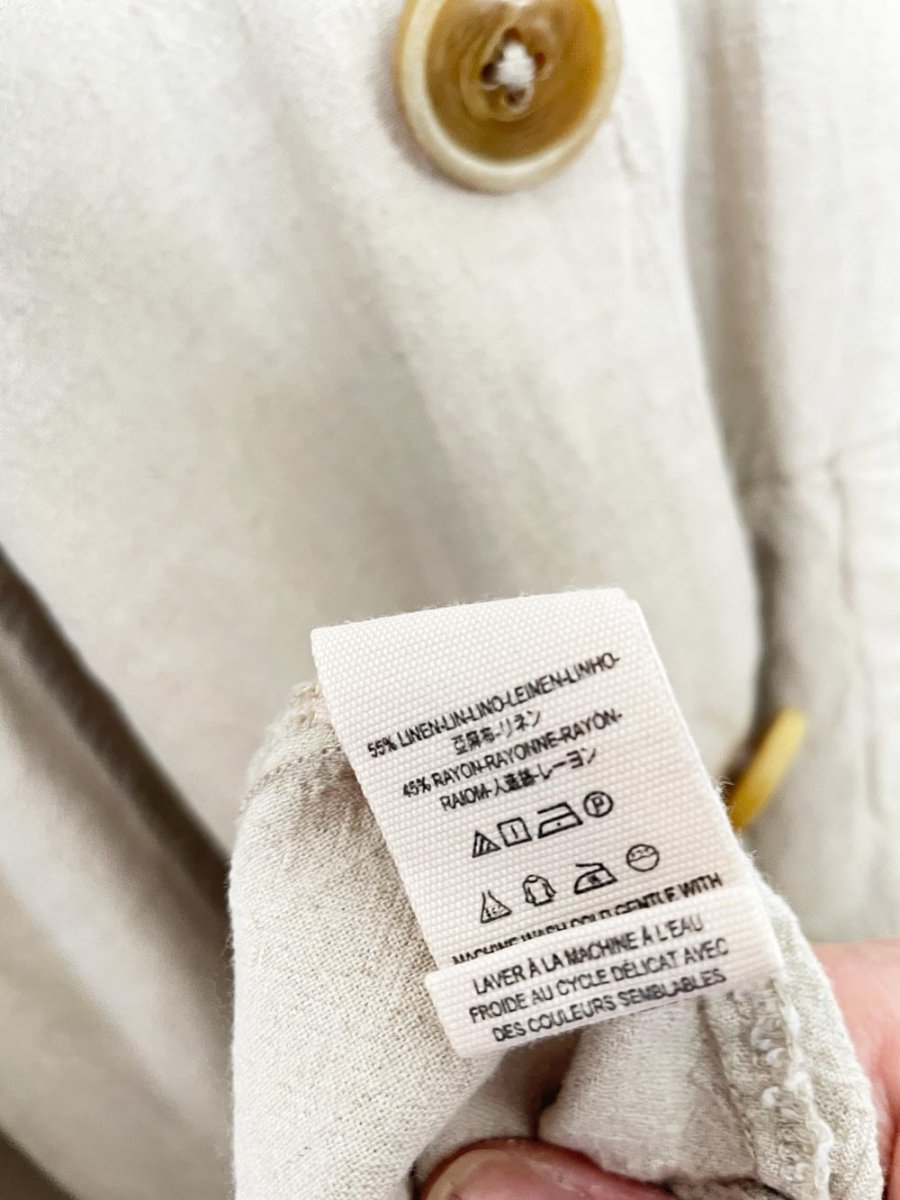 55% LINEN-LIN-LINO-LEINEN-LINHO-
亞麻布-リネン
45% RAYON-RAYONNE-RAYON-
RAIOM-人造絲-レーヨン
P
MACHINE WASH COLD GENTLE WITH
LAVER À LA MACHINE À L'EAU
FROIDE AU CYCLE DÉLICAT AVEC
DES COULEURS SEMBLABLES